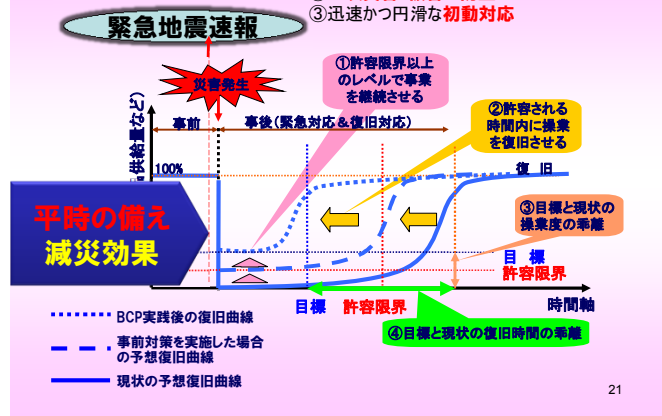 ③迅速かつ円滑な初動対応
緊急地震速報
災害発生
①許容限界以上
のレベルで事業
を継続させる
②許容される
時間内に操業
を復旧させる
供給量など)
事前
事後(緊急対応&復旧対応)
100%
復 旧
平時の備え
減災効果
③目標と現状の
操業度の乖離
目 標
許容限界
時間軸
目標
許容限界
④目標と現状の復旧時間の乖離
BCP実践後の復旧曲線
事前対策を実施した場合
の予想復旧曲線
現状の予想復旧曲線
21